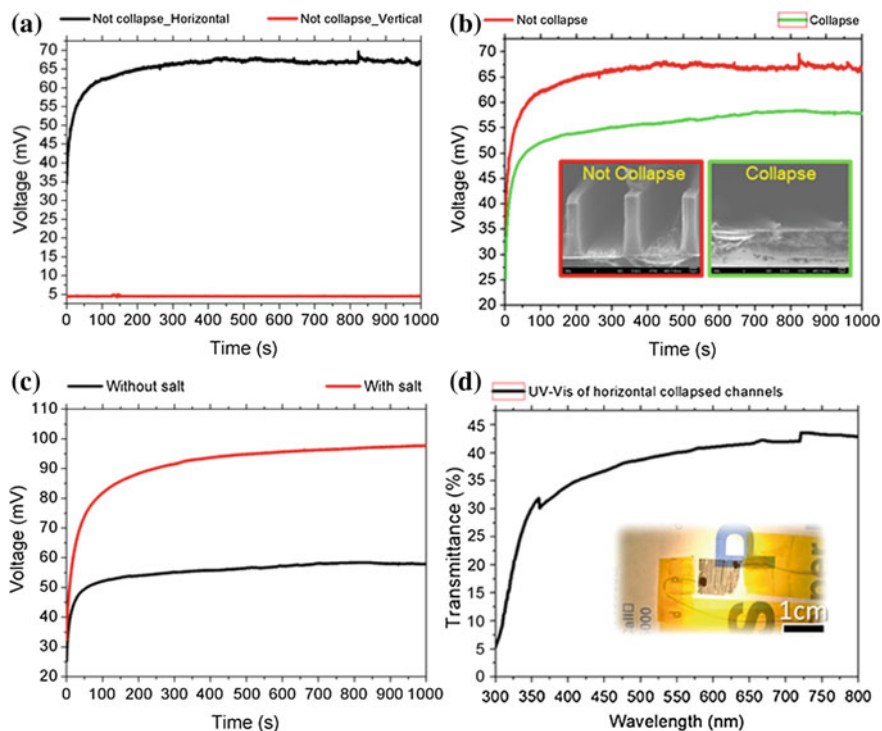 (a)
Not collapse_Horizontal
Not collapse_Vertical
70
65
60
55
50
45
40
35
30
25
20
15
10
5
Voltage (mV)
0 100 200 300 400 500 600 700 800 900 1000
Time (s)
(b)
Not collapse
Collapse
70
65
60
55
50
45
40
35
30
25
20
Voltage (mV)
Not Collapse
Collapse
0 100 200 300 400 500 600 700 800 900 1000
Time (s)
(c)
Without salt
With salt
110
100
90
80
70
60
50
40
30
20
Voltage (mV)
0 100 200 300 400 500 600 700 800 900 1000
Time (s)
(d)
UV-Vis of horizontal collapsed channels
45
40
35
30
25
20
15
10
5
0
Transmittance (%)
D
S
per
000
1cm
300 350 400 450 500 550 600 650 700 750 800
Wavelength (nm)